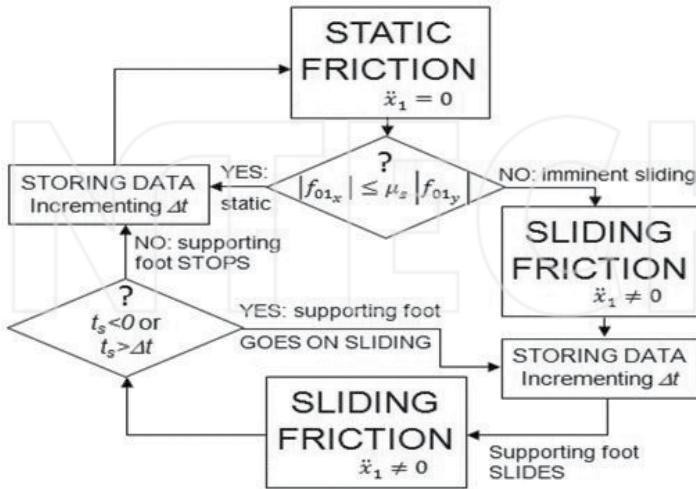 STATIC
FRICTION
ẍ₁ = 0
?
|f₀₁ₓ| ≤ μₛ |f₀₁ᵧ|
YES:
static
NO: imminent sliding
STORING DATA
Incrementing Δt
SLIDING
FRICTION
ẍ₁ ≠ 0
NO: supporting
foot STOPS
?
tₛ<0 or
tₛ>Δt
YES: supporting foot
GOES ON SLIDING
STORING DATA
Incrementing Δt
SLIDING
FRICTION
ẍ₁ ≠ 0
Supporting foot
SLIDES